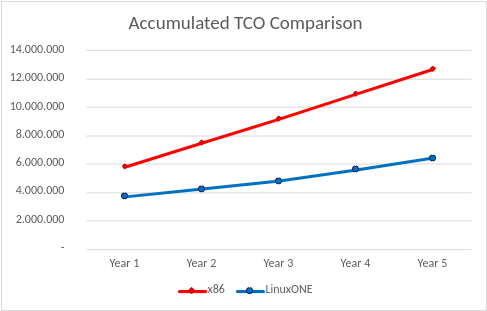 Accumulated TCO Comparison
14.000.000
12.000.000
10.000.000
8.000.000
6.000.000
4.000.000
2.000.000
-
Year 1 Year 2 Year 3 Year 4 Year 5
x86 LinuxONE